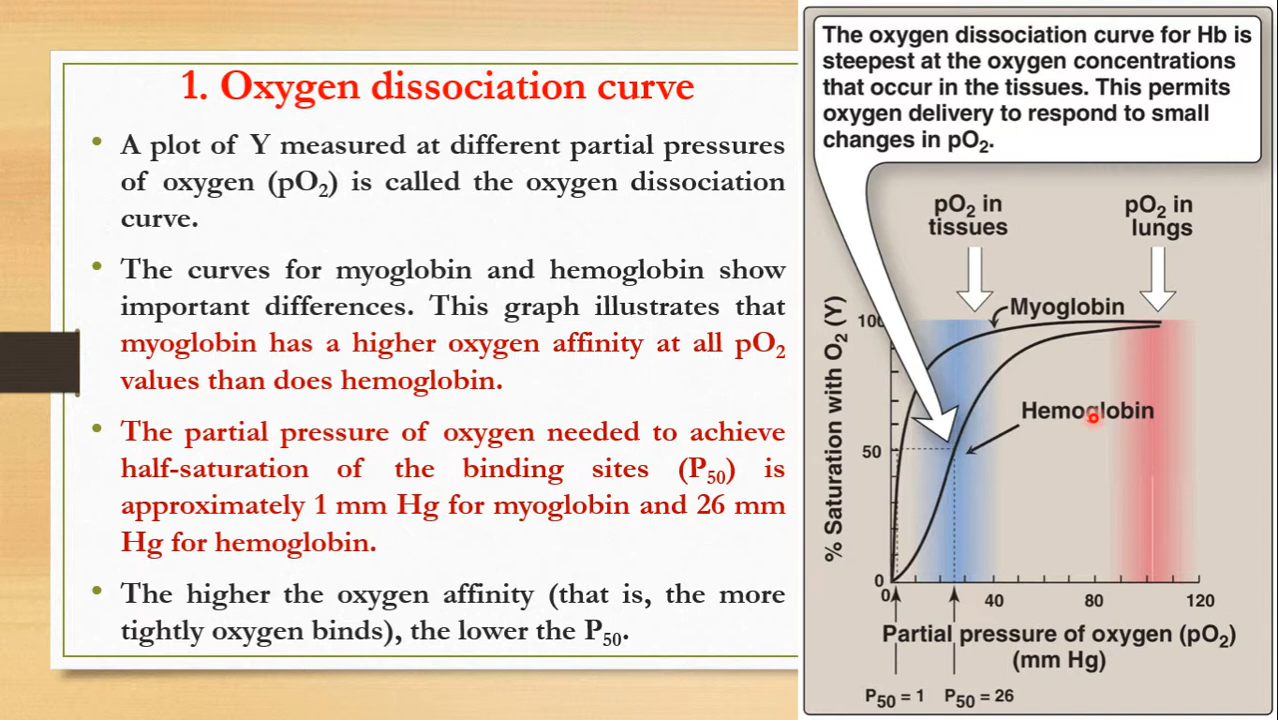 1. Oxygen dissociation curve
• A plot of Y measured at different partial pressures
of oxygen (pO₂) is called the oxygen dissociation
curve.
• The curves for myoglobin and hemoglobin show
important differences. This graph illustrates that
myoglobin has a higher oxygen affinity at all pO₂
values than does hemoglobin.
• The partial pressure of oxygen needed to achieve
half-saturation of the binding sites (P₅₀) is
approximately 1 mm Hg for myoglobin and 26 mm
Hg for hemoglobin.
• The higher the oxygen affinity (that is, the more
tightly oxygen binds), the lower the P₅₀.
The oxygen dissociation curve for Hb is
steepest at the oxygen concentrations
that occur in the tissues. This permits
oxygen delivery to respond to small
changes in pO₂.
pO₂ in
tissues
pO₂ in
lungs
Myoglobin
Hemoglobin
% Saturation with O₂ (Y)
100
50
0
0 40 80 120
Partial pressure of oxygen (pO₂)
(mm Hg)
P₅₀ = 1 P₅₀ = 26